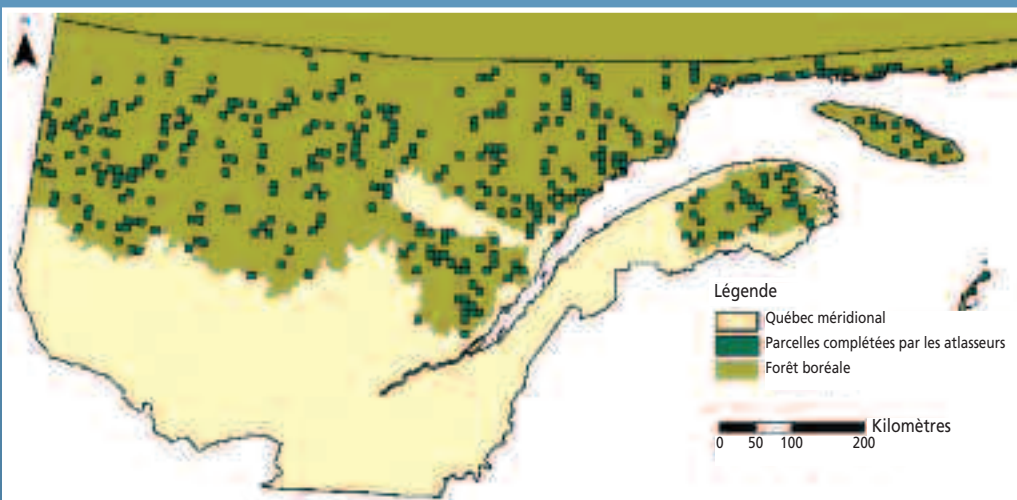 Légende
Québec méridional
Parcelles complétées par les atlasseurs
Forêt boréale
Kilomètres
0 50 100 200